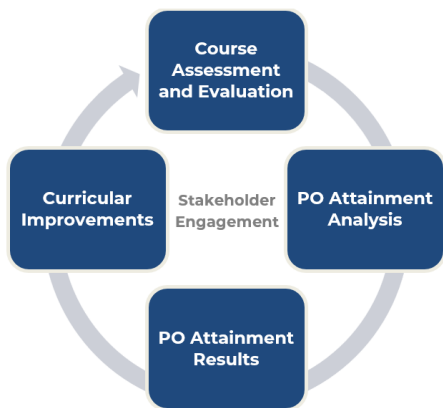 Course
Assessment
and Evaluation
Curricular
Improvements
Stakeholder
Engagement
PO Attainment
Analysis
PO Attainment
Results